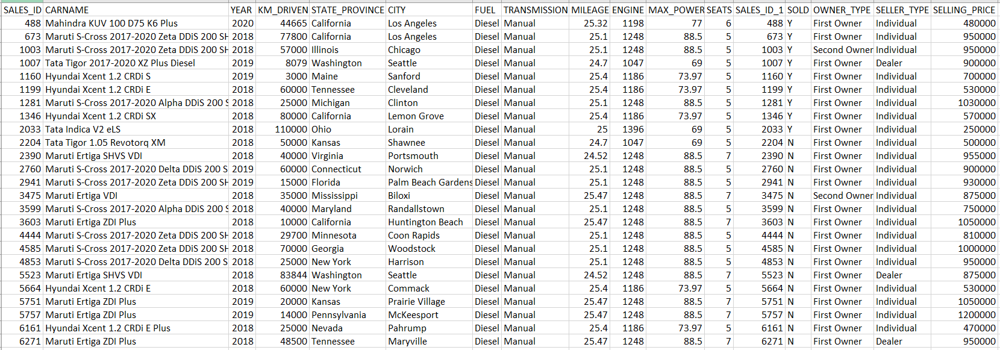 SALES_ID CARNAME YEAR KM_DRIVEN STATE_PROVINCE CITY FUEL TRANSMISSION MILEAGE ENGINE MAX_POWER SEATS SALES_ID_1 SOLD OWNER_TYPE SELLER_TYPE SELLING_PRICE
488 Mahindra KUV 100 D75 K6 Plus 2020 44665 California Los Angeles Diesel Manual 25.32 1198 77 6 488 Y First Owner Individual 480000
673 Maruti S-Cross 2017-2020 Zeta DDiS 200 SH 2018 77800 California Los Angeles Diesel Manual 25.1 1248 88.5 5 673 Y First Owner Individual 950000
1003 Maruti S-Cross 2017-2020 Zeta DDiS 200 SH 2018 57000 Illinois Chicago Diesel Manual 25.1 1248 88.5 5 1003 Y Second Owner Individual 950000
1007 Tata Tigor 2017-2020 XZ Plus Diesel 2019 8079 Washington Seattle Diesel Manual 24.7 1047 69 5 1007 Y First Owner Dealer 900000
1160 Hyundai Xcent 1.2 CRDi S 2019 3000 Maine Sanford Diesel Manual 25.4 1186 73.97 5 1160 Y First Owner Individual 700000
1199 Hyundai Xcent 1.2 CRDi E 2018 60000 Tennessee Cleveland Diesel Manual 25.4 1186 73.97 5 1199 Y First Owner Individual 530000
1281 Maruti S-Cross 2017-2020 Alpha DDiS 200 S 2018 25000 Michigan Clinton Diesel Manual 25.1 1248 88.5 5 1281 Y First Owner Individual 1030000
1346 Hyundai Xcent 1.2 CRDi SX 2018 80000 California Lemon Grove Diesel Manual 25.4 1186 73.97 5 1346 Y First Owner Individual 570000
2033 Tata Indica V2 eLS 2018 110000 Ohio Lorain Diesel Manual 25 1396 69 5 2033 Y First Owner Individual 250000
2204 Tata Tigor 1.05 Revotorq XM 2018 50000 Kansas Shawnee Diesel Manual 24.7 1047 69 5 2204 N First Owner Individual 500000
2390 Maruti Ertiga SHVS VDI 2018 40000 Virginia Portsmouth Diesel Manual 24.52 1248 88.5 7 2390 N First Owner Individual 955000
2760 Maruti S-Cross 2017-2020 Delta DDiS 200 S 2019 60000 Connecticut Norwich Diesel Manual 25.1 1248 88.5 5 2760 N First Owner Individual 900000
2941 Maruti S-Cross 2017-2020 Zeta DDiS 200 SH 2019 15000 Florida Palm Beach Gardens Diesel Manual 25.1 1248 88.5 5 2941 N First Owner Individual 930000
3475 Maruti Ertiga VDI 2018 35000 Mississippi Biloxi Diesel Manual 25.47 1248 88.5 7 3475 N Second Owner Individual 875000
3599 Maruti S-Cross 2017-2020 Alpha DDiS 200 S 2018 40000 Maryland Randallstown Diesel Manual 25.1 1248 88.5 5 3599 N First Owner Individual 750000
3603 Maruti Ertiga ZDI Plus 2018 10000 California Huntington Beach Diesel Manual 25.47 1248 88.5 7 3603 N First Owner Individual 1050000
4444 Maruti S-Cross 2017-2020 Zeta DDiS 200 SH 2018 29700 Minnesota Coon Rapids Diesel Manual 25.1 1248 88.5 5 4444 N First Owner Individual 810000
4585 Maruti S-Cross 2017-2020 Zeta DDiS 200 SH 2018 70000 Georgia Woodstock Diesel Manual 25.1 1248 88.5 5 4585 N First Owner Individual 1000000
4853 Maruti S-Cross 2017-2020 Delta DDiS 200 S 2018 25000 New York Harrison Diesel Manual 25.1 1248 88.5 5 4853 N First Owner Individual 950000
5523 Maruti Ertiga SHVS VDI 2018 83844 Washington Seattle Diesel Manual 24.52 1248 88.5 7 5523 N First Owner Dealer 875000
5664 Hyundai Xcent 1.2 CRDi E 2018 60000 New York Commack Diesel Manual 25.4 1186 73.97 5 5664 N First Owner Individual 530000
5751 Maruti Ertiga ZDI Plus 2019 20000 Kansas Prairie Village Diesel Manual 25.47 1248 88.5 7 5751 N First Owner Individual 1050000
5757 Maruti Ertiga ZDI Plus 2019 14000 Pennsylvania McKeesport Diesel Manual 25.47 1248 88.5 7 5757 N First Owner Individual 1200000
6161 Hyundai Xcent 1.2 CRDi E Plus 2018 25000 Nevada Pahrump Diesel Manual 25.4 1186 73.97 5 6161 N First Owner Individual 470000
6271 Maruti Ertiga ZDI Plus 2018 48500 Tennessee Maryville Diesel Manual 25.47 1248 88.5 7 6271 N First Owner Dealer 950000